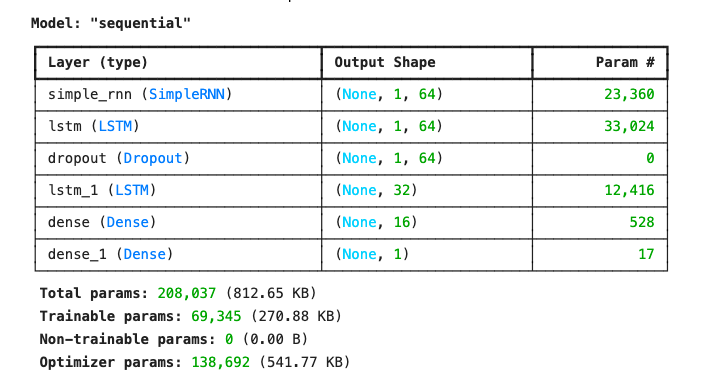 Model: "sequential"
Layer (type) Output Shape Param #
simple_rnn (SimpleRNN) (None, 1, 64) 23,360
lstm (LSTM) (None, 1, 64) 33,024
dropout (Dropout) (None, 1, 64) 0
lstm_1 (LSTM) (None, 32) 12,416
dense (Dense) (None, 16) 528
dense_1 (Dense) (None, 1) 17
Total params: 208,037 (812.65 KB)
Trainable params: 69,345 (270.88 KB)
Non-trainable params: 0 (0.00 B)
Optimizer params: 138,692 (541.77 KB)